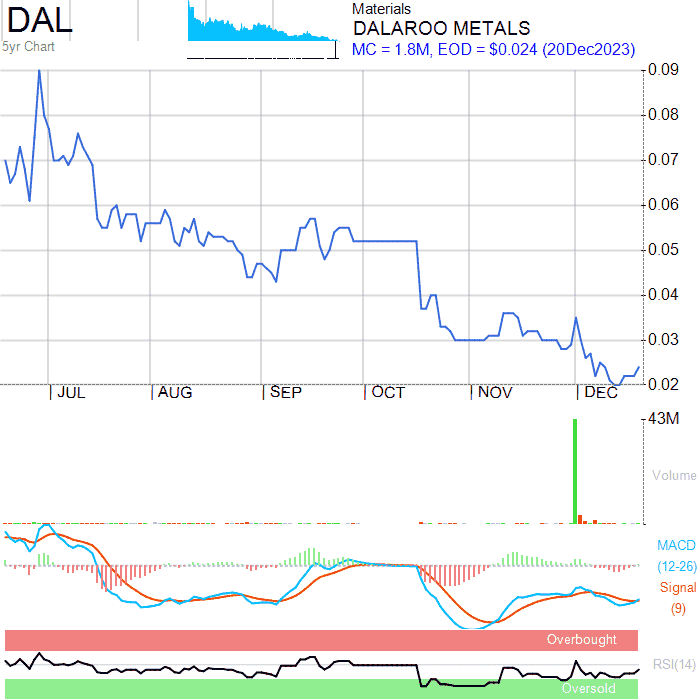 DAL
5yr Chart
Materials
DALAROO METALS
MC = 1.8M, EOD = $0.024 (20Dec2023)
0.09
0.08
0.07
0.06
0.05
0.04
0.03
0.02
JUL AUG SEP OCT NOV DEC
43M
Volume
MACD
(12-26)
Signal
(9)
Overbought
RSI(14)
Oversold